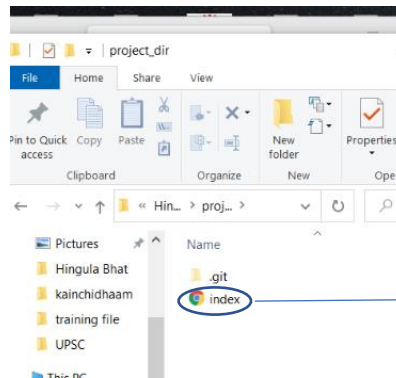 project_dir
File Home Share View
Pin to Quick access Copy Paste New folder Properties
Clipboard Organize New
Hin... proj...
Pictures Name
Hingula Bhat .git
kainchidhaam index
training file
UPSC
This PC